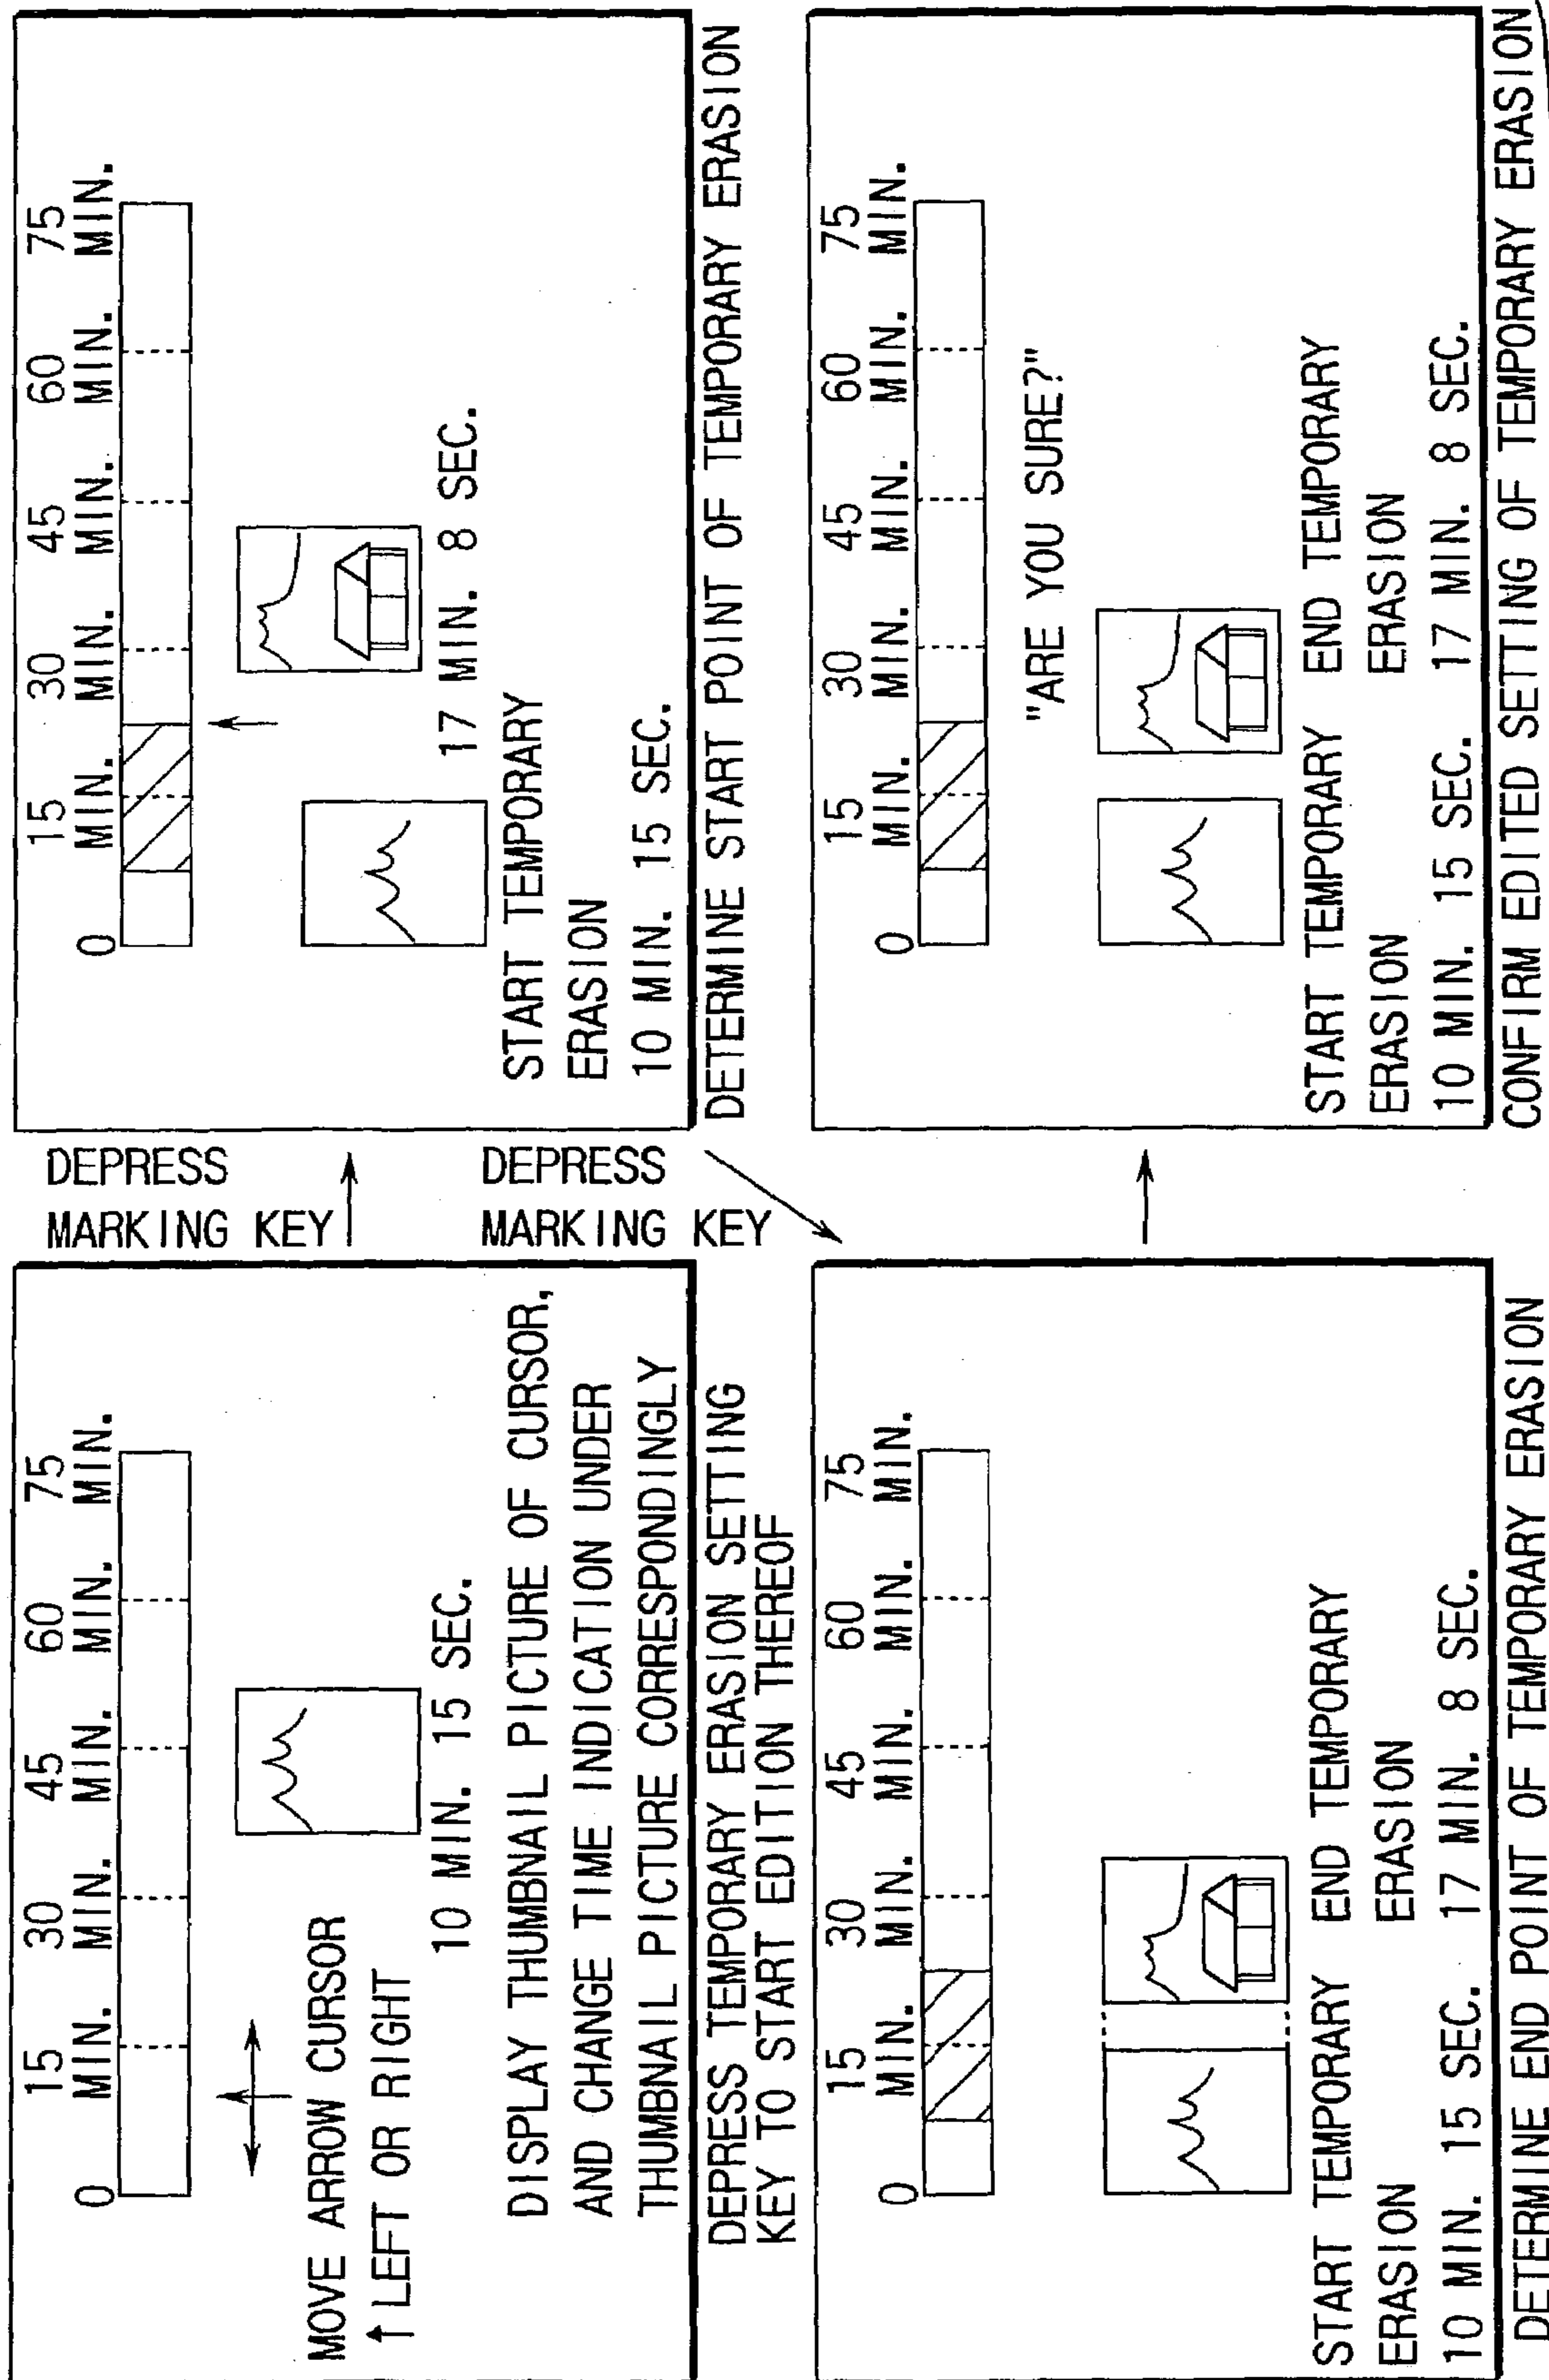 0 15 30 45 60 75
MIN. MIN. MIN. MIN. MIN.
MOVE ARROW CURSOR
↑ LEFT OR RIGHT
10 MIN. 15 SEC.
DISPLAY THUMBNAIL PICTURE OF CURSOR,
AND CHANGE TIME INDICATION UNDER
THUMBNAIL PICTURE CORRESPONDINGLY
DEPRESS TEMPORARY ERASION SETTING
KEY TO START EDITION THEREOF
DEPRESS
MARKING KEY
0 15 30 45 60 75
MIN. MIN. MIN. MIN. MIN.
17 MIN. 8 SEC.
START TEMPORARY
ERASION
10 MIN. 15 SEC.
DETERMINE START POINT OF TEMPORARY ERASION
DEPRESS
MARKING KEY
0 15 30 45 60 75
MIN. MIN. MIN. MIN. MIN.
START TEMPORARY END TEMPORARY
ERASION ERASION
10 MIN. 15 SEC. 17 MIN. 8 SEC.
DETERMINE END POINT OF TEMPORARY ERASION
0 15 30 45 60 75
MIN. MIN. MIN. MIN. MIN.
"ARE YOU SURE?"
START TEMPORARY END TEMPORARY
ERASION ERASION
10 MIN. 15 SEC. 17 MIN. 8 SEC.
CONFIRM EDITED SETTING OF TEMPORARY ERASION